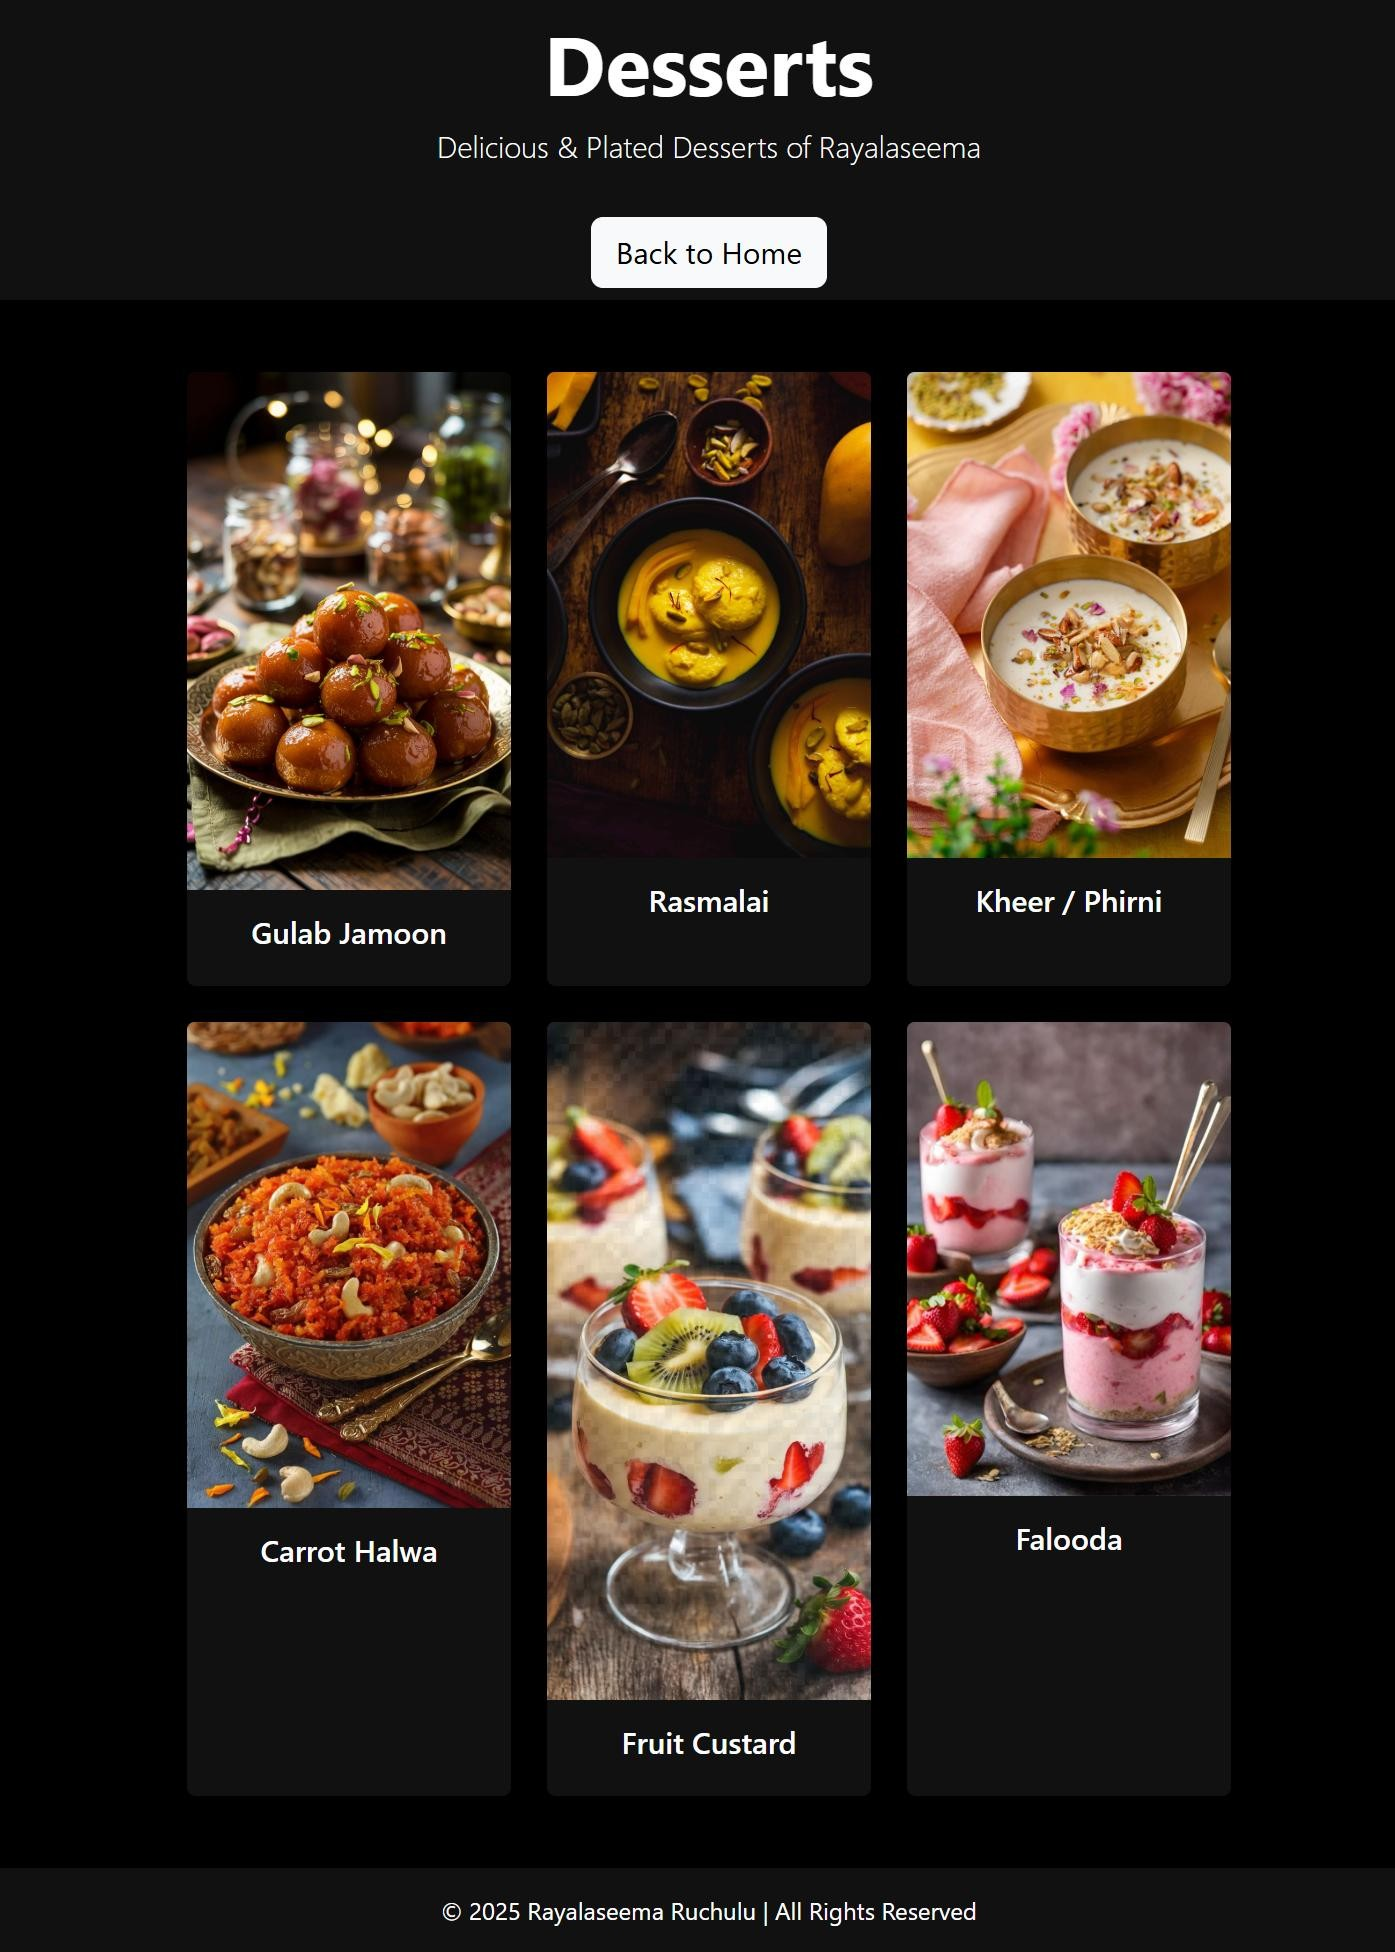 Desserts
Delicious & Plated Desserts of Rayalaseema
Back to Home
Gulab Jamoon
Rasmalai
Kheer / Phirni
Carrot Halwa
Fruit Custard
Falooda
© 2025 Rayalaseema Ruchulu | All Rights Reserved